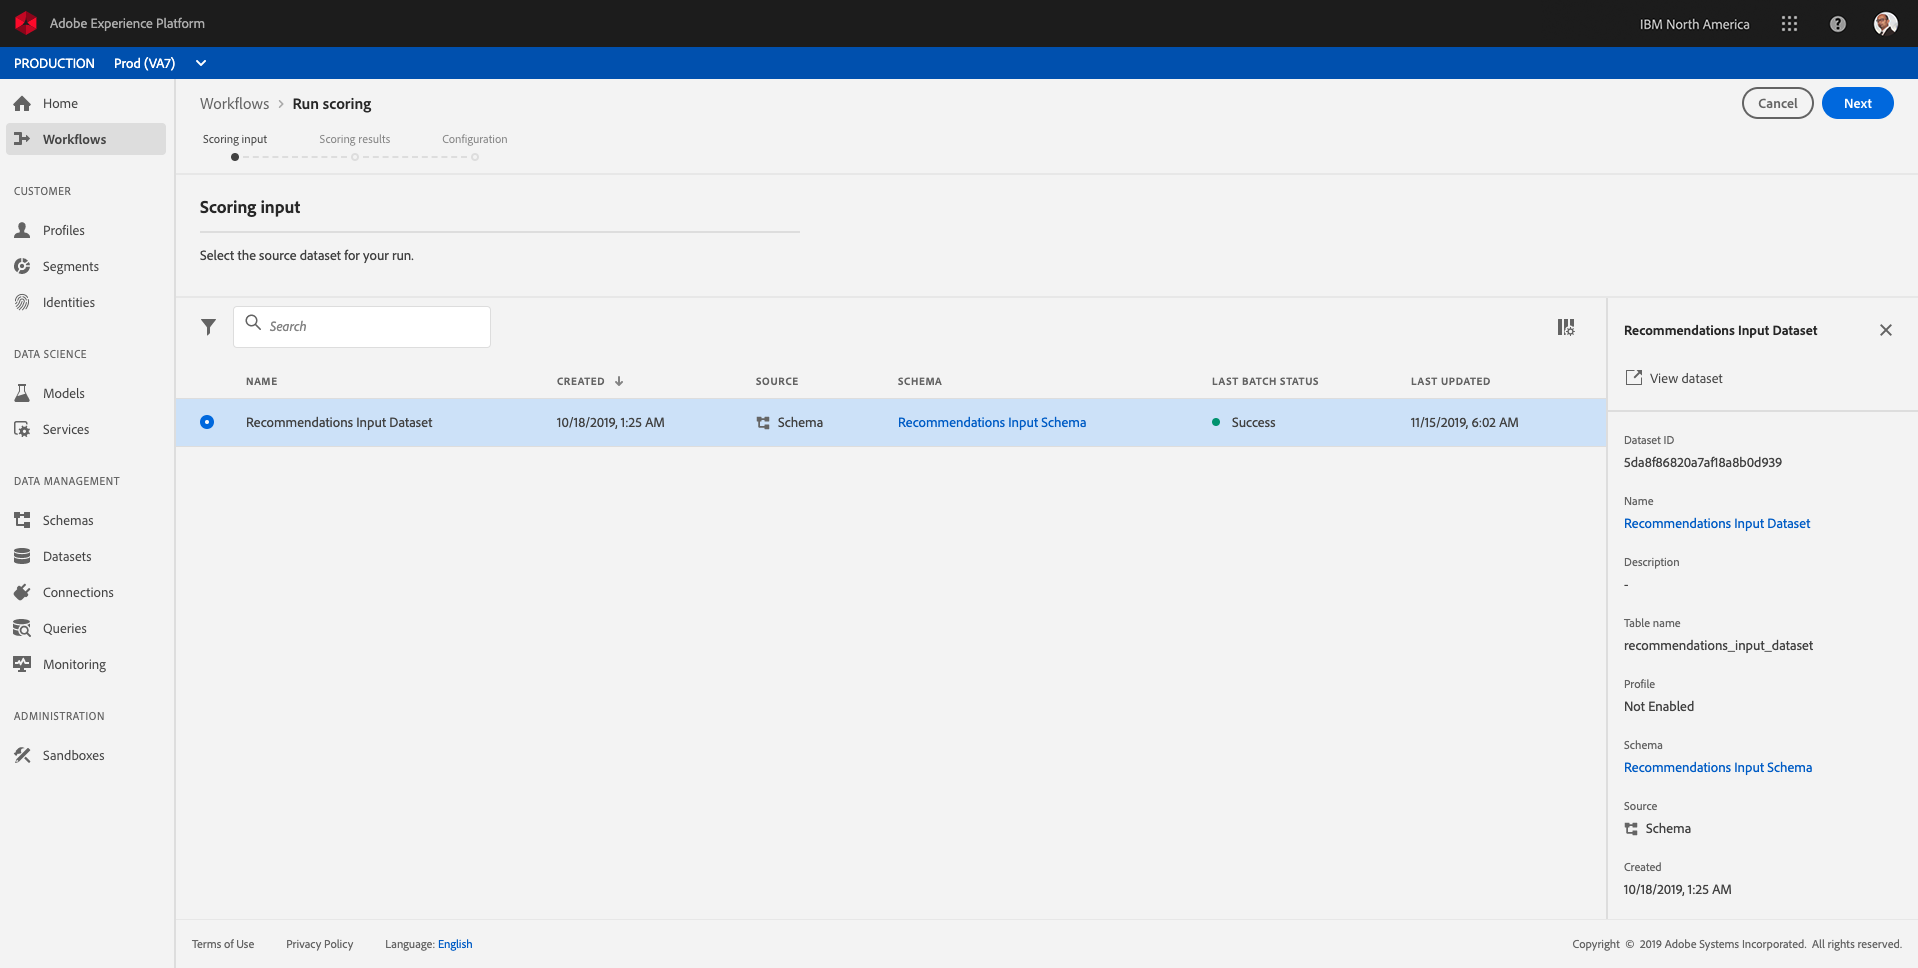 Adobe Experience Platform
IBM North America
PRODUCTION Prod (VA7)
Home
Workflows
CUSTOMER
Profiles
Segments
Identities
DATA SCIENCE
Models
Services
DATA MANAGEMENT
Schemas
Datasets
Connections
Queries
Monitoring
ADMINISTRATION
Sandboxes
Workflows > Run scoring
Cancel
Next
Scoring input Scoring results Configuration
Scoring input
Select the source dataset for your run.
Search
NAME CREATED ↓ SOURCE SCHEMA LAST BATCH STATUS LAST UPDATED
Recommendations Input Dataset 10/18/2019, 1:25 AM Schema Recommendations Input Schema Success 11/15/2019, 6:02 AM
Recommendations Input Dataset
View dataset
Dataset ID
5da8f86820a7af18a8b0d939
Name
Recommendations Input Dataset
Description
-
Table name
recommendations_input_dataset
Profile
Not Enabled
Schema
Recommendations Input Schema
Source
Schema
Created
10/18/2019, 1:25 AM
Terms of Use Privacy Policy Language: English
Copyright © 2019 Adobe Systems Incorporated. All rights reserved.